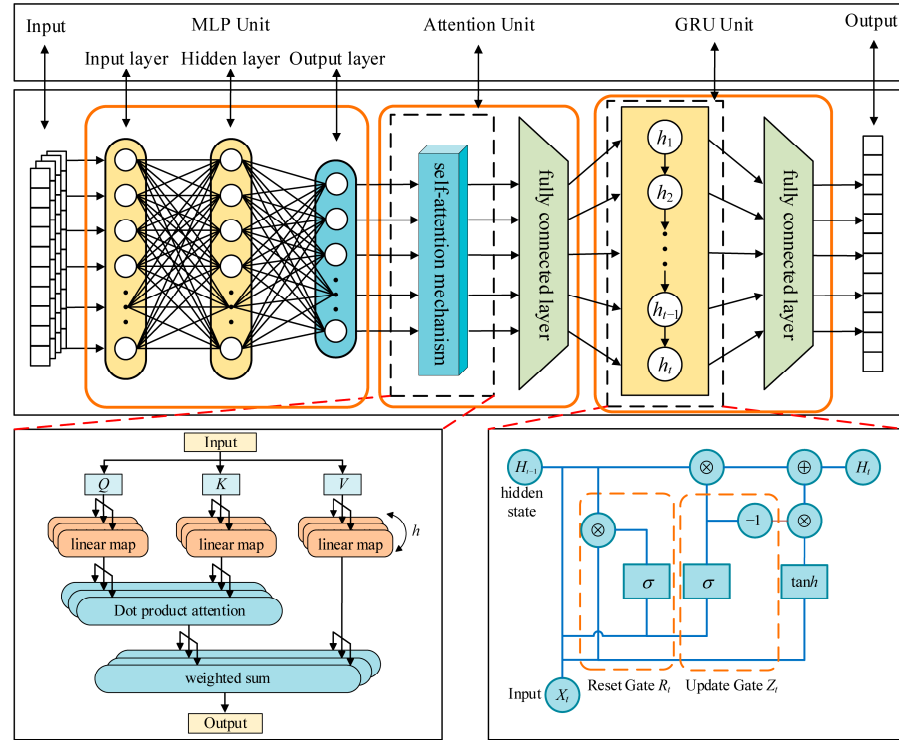 Input
MLP Unit
Attention Unit
GRU Unit
Output
Input layer
Hidden layer
Output layer
self-attention mechanism
fully connected layer
h₁
h₂
hₜ₋₁
hₜ
fully connected layer
Input
Q
K
V
linear map
linear map
linear map
h
Dot product attention
weighted sum
Output
Hₜ₋₁
hidden
state
⊗
⊕
Hₜ
⊗
−1
⊗
σ
σ
tanh
Reset Gate Rₜ
Update Gate Zₜ
Input
Xₜ